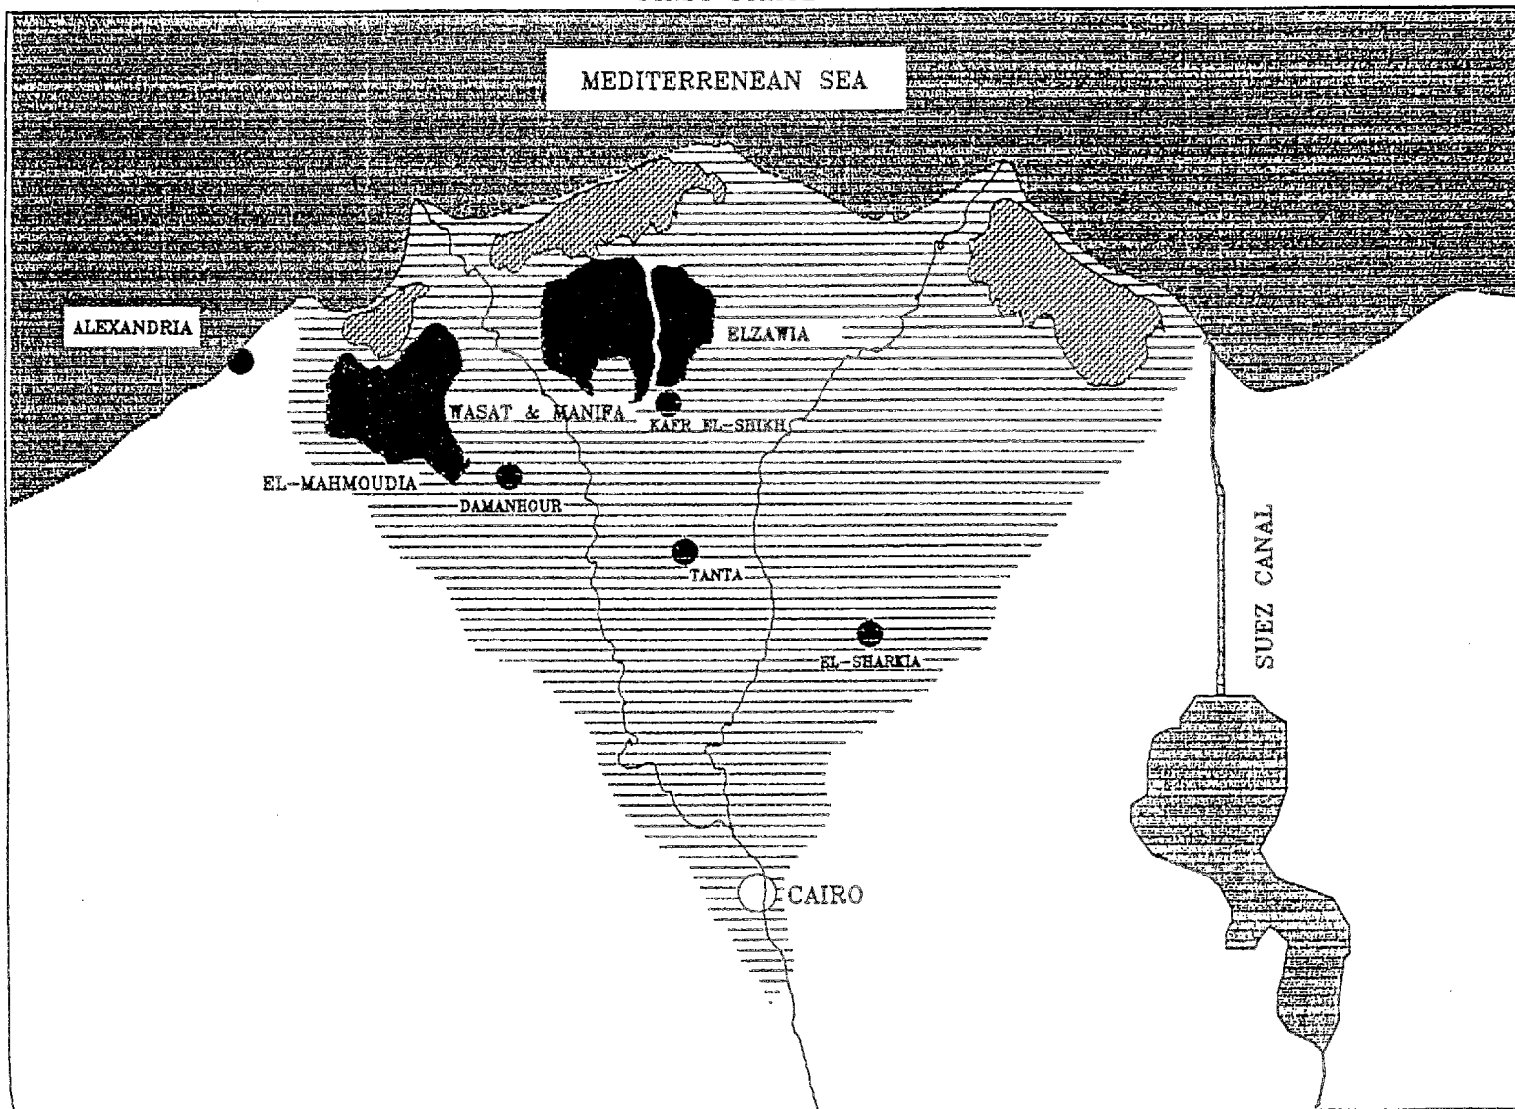 MEDITERRENEAN SEA
ALEXANDRIA
ELZAWIA
WASAT & MANIFA
KAFR EL-SHIKH
EL-MAHMOUDIA
DAMANHOUR
TANTA
SUEZ CANAL
EL-SHARKIA
CAIRO